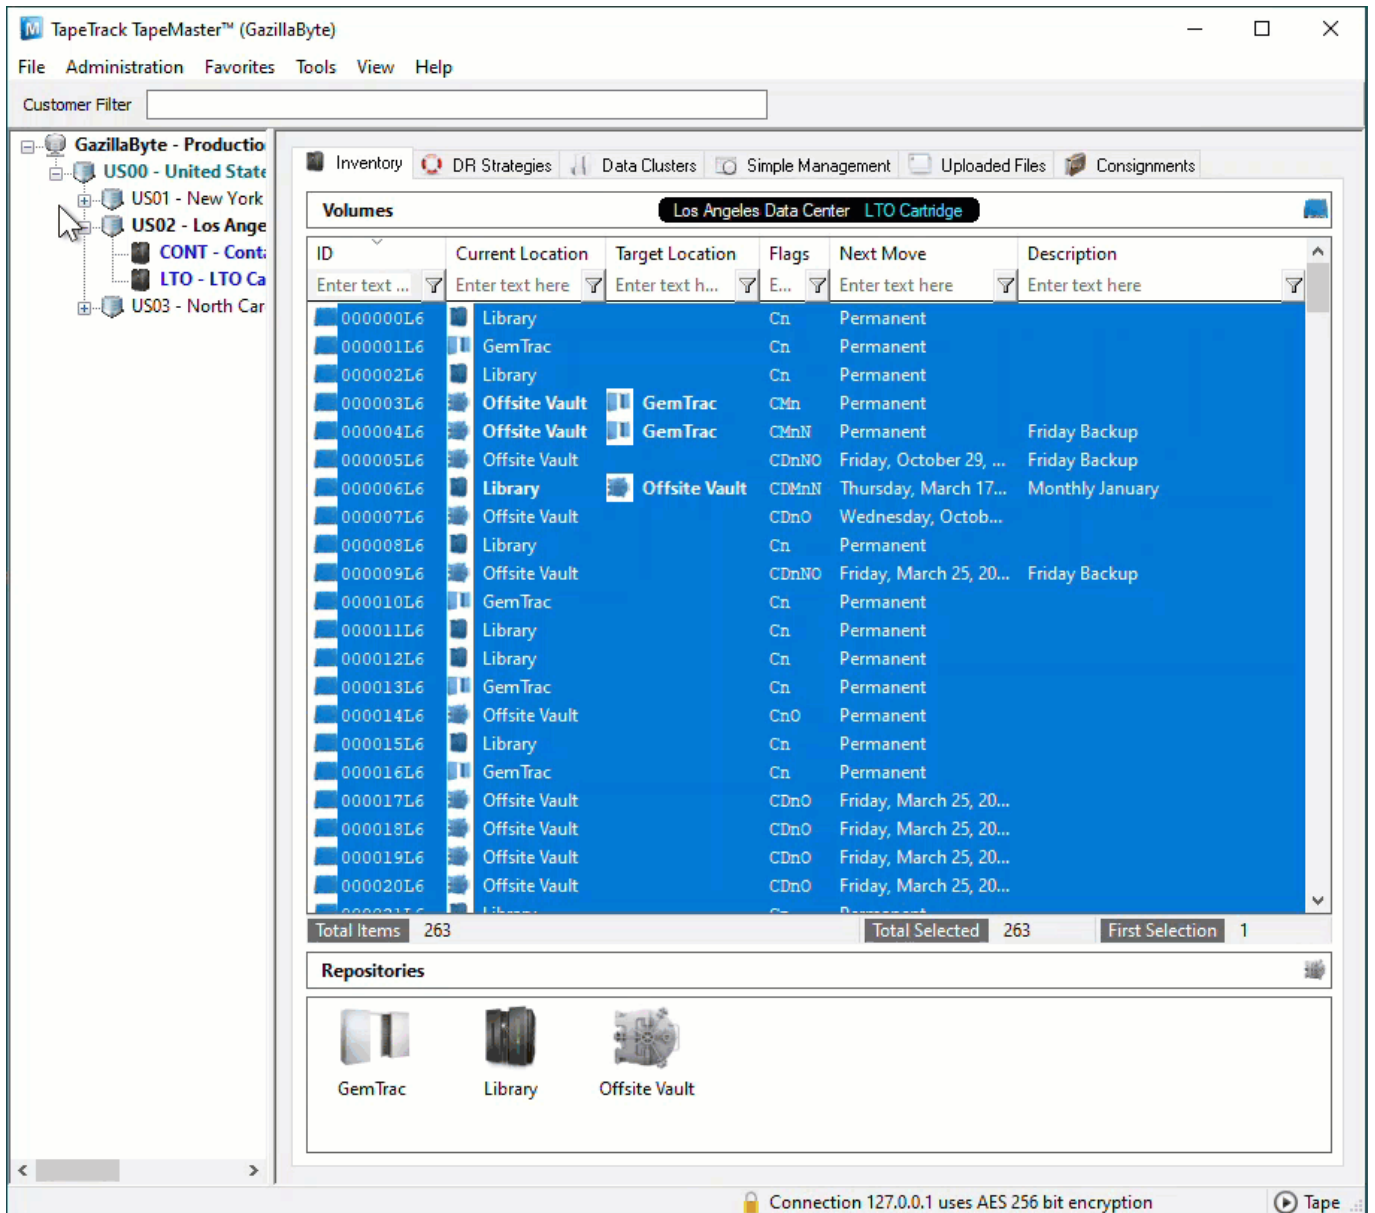 TapeTrack TapeMaster™ (GazillaByte)
File Administration Favorites Tools View Help
Customer Filter
GazillaByte - Productio
US00 - United State
US01 - New York
US02 - Los Ange
CONT - Cont
LTO - LTO Ca
US03 - North Car
Inventory DR Strategies Data Clusters Simple Management Uploaded Files Consignments
Volumes Los Angeles Data Center LTO Cartridge
ID Current Location Target Location Flags Next Move Description
Enter text ... Enter text here Enter text h... E... Enter text here Enter text here
000000L6 Library Cn Permanent
000001L6 GemTrac Cn Permanent
000002L6 Library Cn Permanent
000003L6 Offsite Vault GemTrac CMn Permanent
000004L6 Offsite Vault GemTrac CMnN Permanent Friday Backup
000005L6 Offsite Vault CDnNO Friday, October 29, ... Friday Backup
000006L6 Library Offsite Vault CDMnN Thursday, March 17... Monthly January
000007L6 Offsite Vault CDnO Wednesday, Octob...
000008L6 Library Cn Permanent
000009L6 Offsite Vault CDnNO Friday, March 25, 20... Friday Backup
000010L6 GemTrac Cn Permanent
000011L6 Library Cn Permanent
000012L6 Library Cn Permanent
000013L6 GemTrac Cn Permanent
000014L6 Offsite Vault CnO Permanent
000015L6 Library Cn Permanent
000016L6 GemTrac Cn Permanent
000017L6 Offsite Vault CDnO Friday, March 25, 20...
000018L6 Offsite Vault CDnO Friday, March 25, 20...
000019L6 Offsite Vault CDnO Friday, March 25, 20...
000020L6 Offsite Vault CDnO Friday, March 25, 20...
Total Items 263 Total Selected 263 First Selection 1
Repositories
GemTrac Library Offsite Vault
Connection 127.0.0.1 uses AES 256 bit encryption Tape